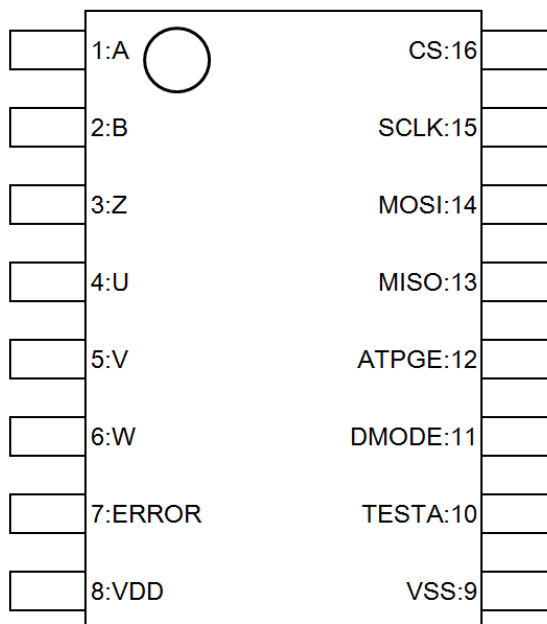 1:A
CS:16
2:B
SCLK:15
3:Z
MOSI:14
4:U
MISO:13
5:V
ATPGE:12
6:W
DMODE:11
7:ERROR
TESTA:10
8:VDD
VSS:9